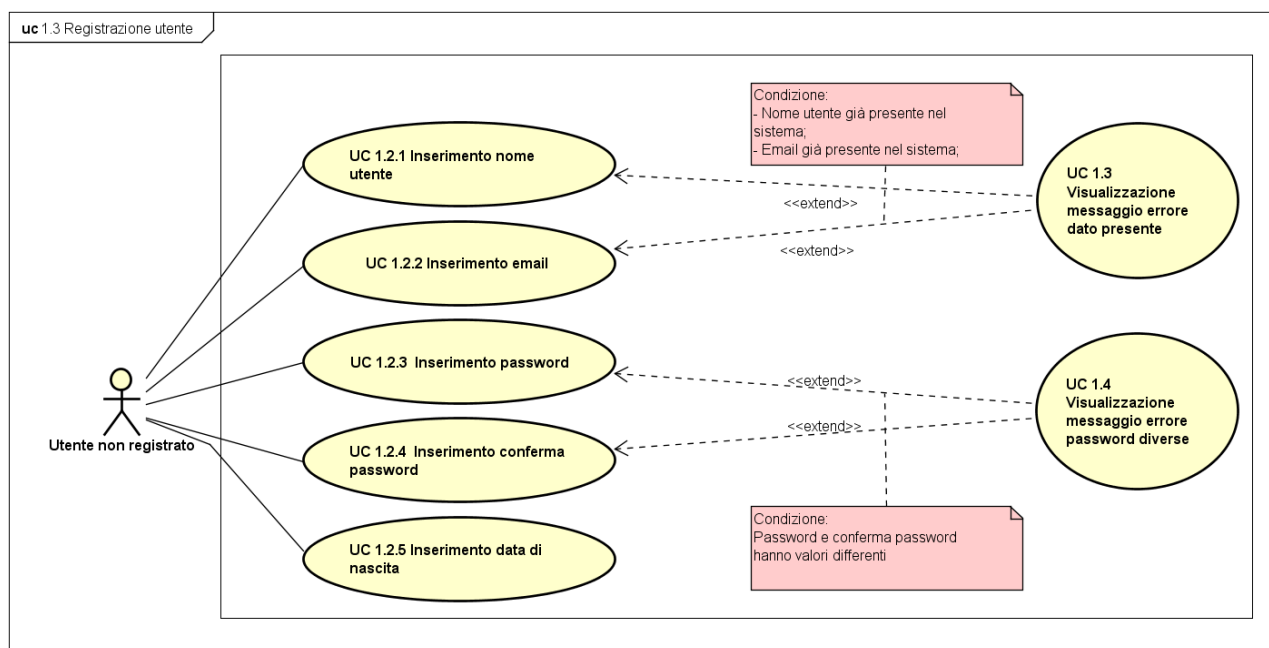 uc 1.3 Registrazione utente
Condizione:
- Nome utente già presente nel
sistema;
- Email già presente nel sistema;
UC 1.2.1 Inserimento nome
utente
UC 1.3
Visualizzazione
messaggio errore
dato presente
<<extend>>
<<extend>>
UC 1.2.2 Inserimento email
UC 1.2.3 Inserimento password
<<extend>>
UC 1.4
Visualizzazione
messaggio errore
password diverse
<<extend>>
Utente non registrato
UC 1.2.4 Inserimento conferma
password
Condizione:
Password e conferma password
hanno valori differenti
UC 1.2.5 Inserimento data di
nascita